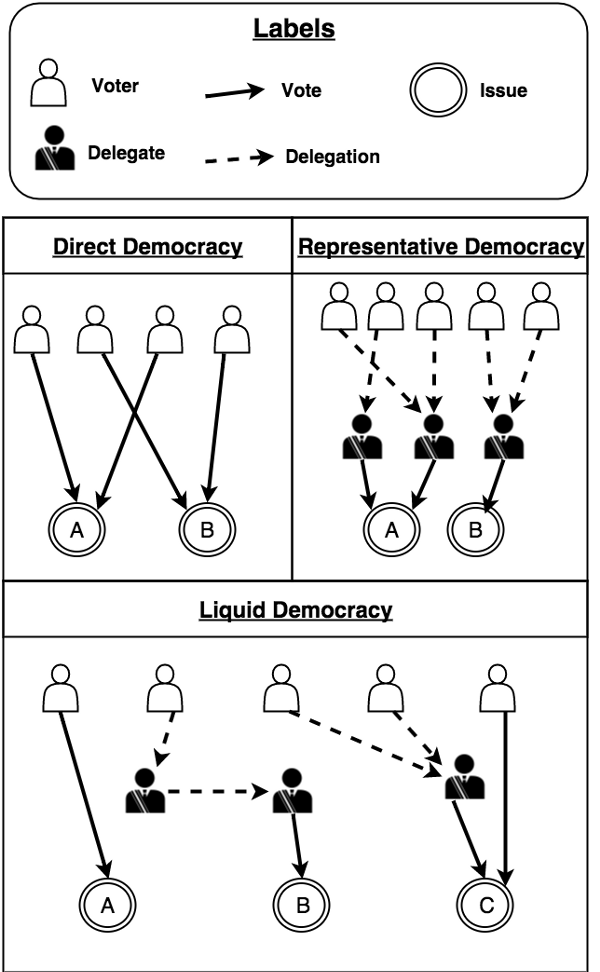 Labels
Voter
Vote
Issue
Delegate
Delegation
Direct Democracy
Representative Democracy
A
B
A
B
Liquid Democracy
A
B
C